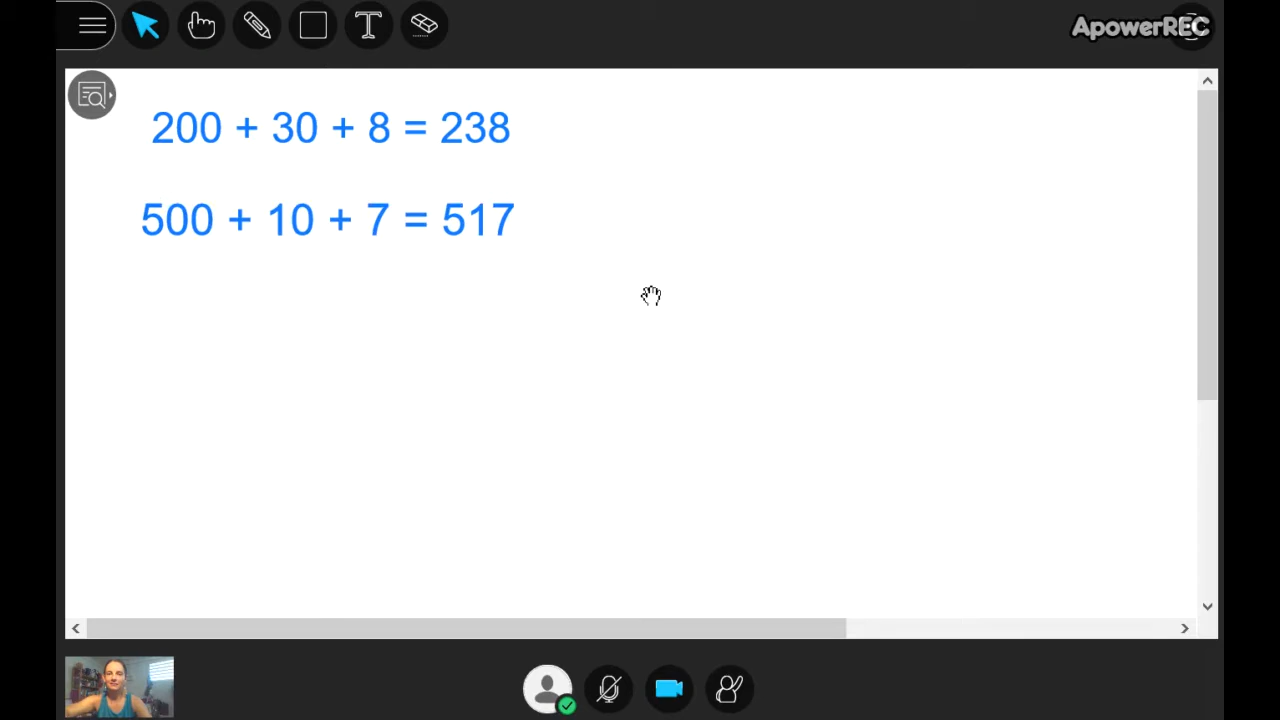 ApowerREC
200 + 30 + 8 = 238
500 + 10 + 7 = 517